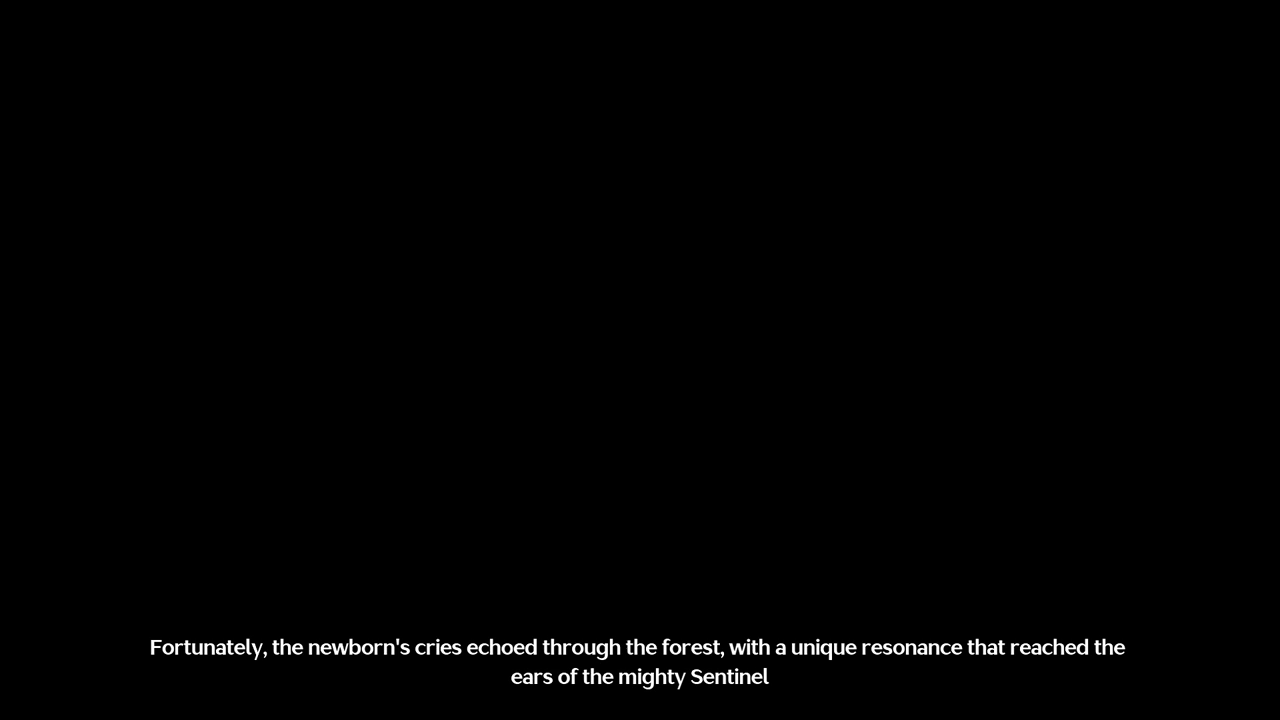 Fortunately, the newborn's cries echoed through the forest, with a unique resonance that reached the
ears of the mighty Sentinel